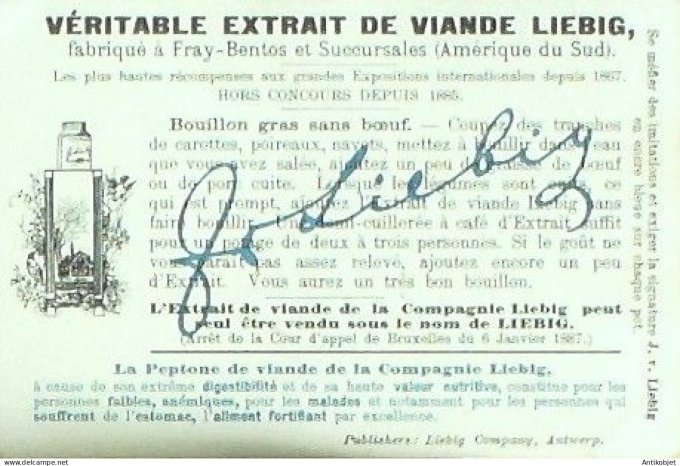 VÉRITABLE EXTRAIT DE VIANDE LIEBIG,
fabriqué à Fray-Bentos et Succursales (Amérique du Sud).
Les plus hautes récompenses aux grandes Expositions internationales depuis 1867.
HORS CONCOURS DEPUIS 1885.
Bouillon gras sans bœuf. — Coupez des tranches
de carottes, poireaux, navets, mettez à bouillir dans l'eau
que vous avez salée, ajoutez un peu de graisse de bœuf
ou de porc cuite. Lorsque les légumes sont cuits, ce
qui est prompt, ajoutez l'Extrait de viande Liebig sans
faire bouillir. Une demi-cuillerée à café d'Extrait suffit
pour un potage de deux à trois personnes. Si le goût ne
vous paraît pas assez relevé, ajoutez encore un peu
d'Extrait. Vous aurez un très bon bouillon.
J v Liebig
L'Extrait de viande de la Compagnie Liebig peut
seul être vendu sous le nom de LIEBIG.
(Arrêt de la Cour d'appel de Bruxelles du 6 Janvier 1887.)
La Peptone de viande de la Compagnie Liebig,
à cause de son extrême digestibilité et de sa haute valeur nutritive, constitue pour les
personnes faibles, anémiques, pour les malades et notamment pour les personnes qui
souffrent de l'estomac, l'aliment fortifiant par excellence.
Publishers: Liebig Company, Antwerp.
Se méfier des imitations et exiger la signature J. v. Liebig
en encre bleue sur chaque pot.
© Antikobjet
Antikobjet